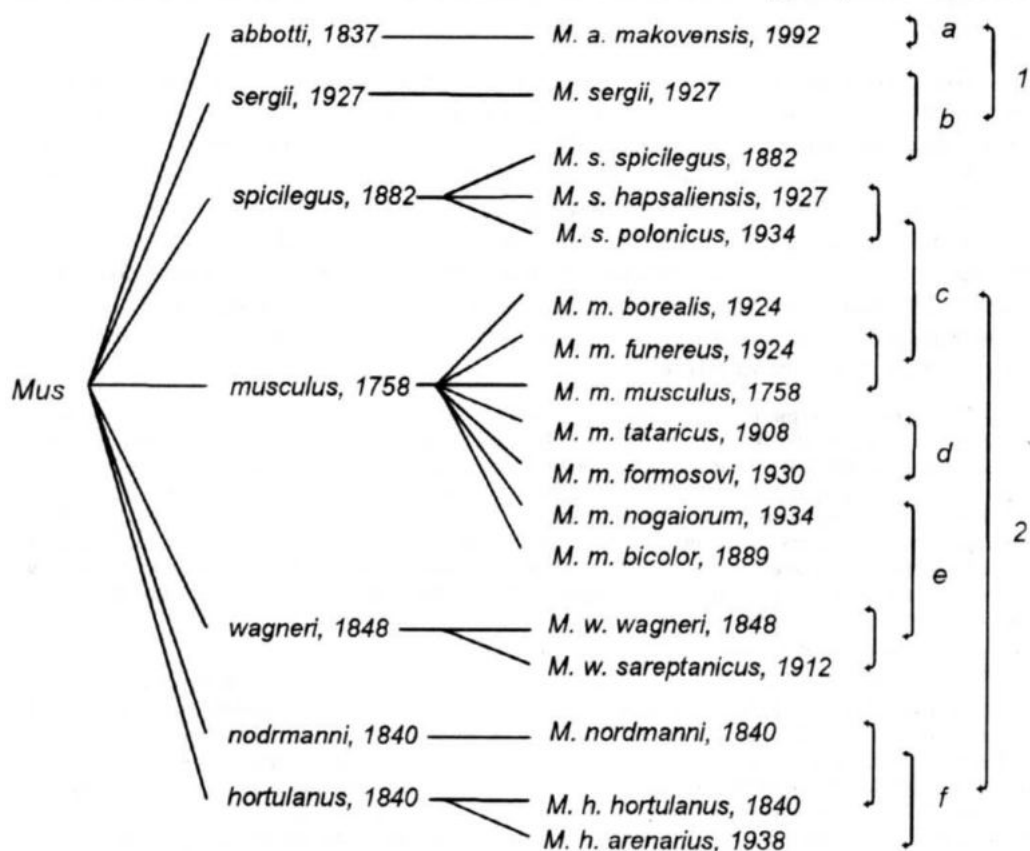 abbotti, 1837 M. a. makovensis, 1992 a
1
sergii, 1927 M. sergii, 1927
b
M. s. spicilegus, 1882
spicilegus, 1882 M. s. hapsaliensis, 1927
M. s. polonicus, 1934
c
M. m. borealis, 1924
M. m. funereus, 1924
Mus musculus, 1758 M. m. musculus, 1758
M. m. tataricus, 1908
d
M. m. formosovi, 1930
M. m. nogaiorum, 1934
2
M. m. bicolor, 1889
e
wagneri, 1848 M. w. wagneri, 1848
M. w. sareptanicus, 1912
nodrmanni, 1840 M. nordmanni, 1840
hortulanus, 1840 M. h. hortulanus, 1840 f
M. h. arenarius, 1938